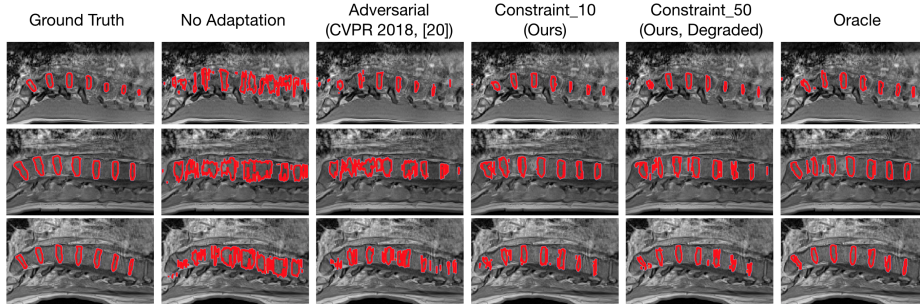 Ground Truth
No Adaptation
Adversarial
(CVPR 2018, [20])
Constraint_10
(Ours)
Constraint_50
(Ours, Degraded)
Oracle